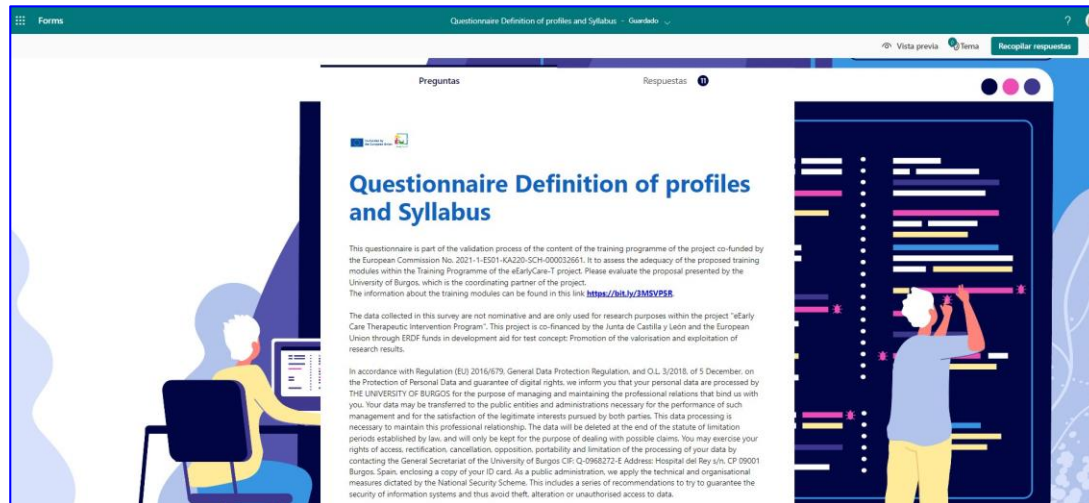 Forms
Questionnaire Definition of profiles and Syllabus - Guardado
?
Vista previa
Tema
Recopilar respuestas
Preguntas
Respuestas 11
Co-funded by
the European Union
Questionnaire Definition of profiles
and Syllabus
This questionnaire is part of the validation process of the content of the training programme of the project co-funded by
the European Commission No. 2021-1-ES01-KA220-SCH-000032661. It to assess the adequacy of the proposed training
modules within the Training Programme of the eEarlyCare-T project. Please evaluate the proposal presented by the
University of Burgos, which is the coordinating partner of the project.
The information about the training modules can be found in this link https://bit.ly/3MSVPSR.
The data collected in this survey are not nominative and are only used for research purposes within the project "eEarly
Care Therapeutic Intervention Program". This project is co-financed by the Junta de Castilla y León and the European
Union through ERDF funds in development aid for test concept: Promotion of the valorisation and exploitation of
research results.
In accordance with Regulation (EU) 2016/679, General Data Protection Regulation, and O.L. 3/2018, of 5 December, on
the Protection of Personal Data and guarantee of digital rights, we inform you that your personal data are processed by
THE UNIVERSITY OF BURGOS for the purpose of managing and maintaining the professional relations that bind us with
you. Your data may be transferred to the public entities and administrations necessary for the performance of such
management and for the satisfaction of the legitimate interests pursued by both parties. This data processing is
necessary to maintain this professional relationship. The data will be deleted at the end of the statute of limitation
periods established by law, and will only be kept for the purpose of dealing with possible claims. You may exercise your
rights of access, rectification, cancellation, opposition, portability and limitation of the processing of your data by
contacting the General Secretariat of the University of Burgos CIF: Q-0968272-E Address: Hospital del Rey s/n. CP 09001
Burgos, Spain, enclosing a copy of your ID card. As a public administration, we apply the technical and organisational
measures dictated by the National Security Scheme. This includes a series of recommendations to try to guarantee the
security of information systems and thus avoid theft, alteration or unauthorised access to data.